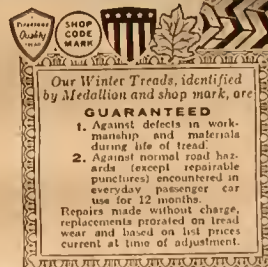 Firestone
Quality
TREAD
SHOP
CODE
MARK
Our Winter Treads, identified
by Medallion and shop mark, are
GUARANTEED
1. Against defects in work-
manship and materials
during life of tread.
2. Against normal road haz-
ards (except repairable
punctures) encountered in
everyday passenger car
use for 12 months.
Repairs made without charge,
replacements prorated on tread
wear and based on list prices
current at time of adjustment.